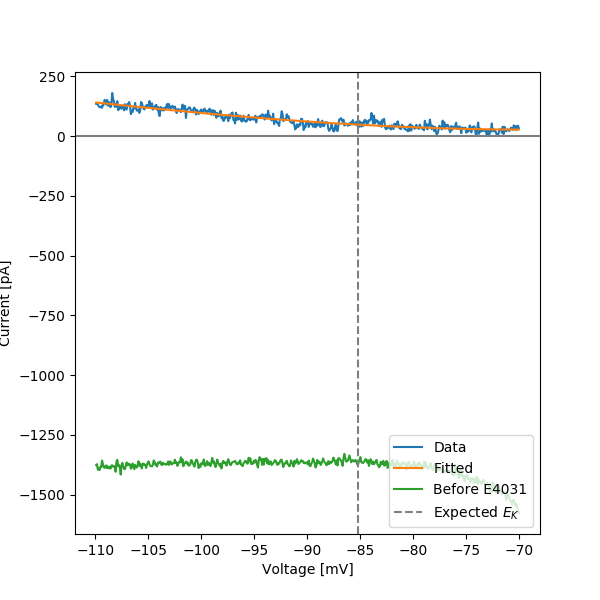 250
0
−250
−500
−750
−1000
−1250
−1500
Current [pA]
−110
−105
−100
−95
−90
−85
−80
−75
−70
Voltage [mV]
Data
Fitted
Before E4031
Expected E_K